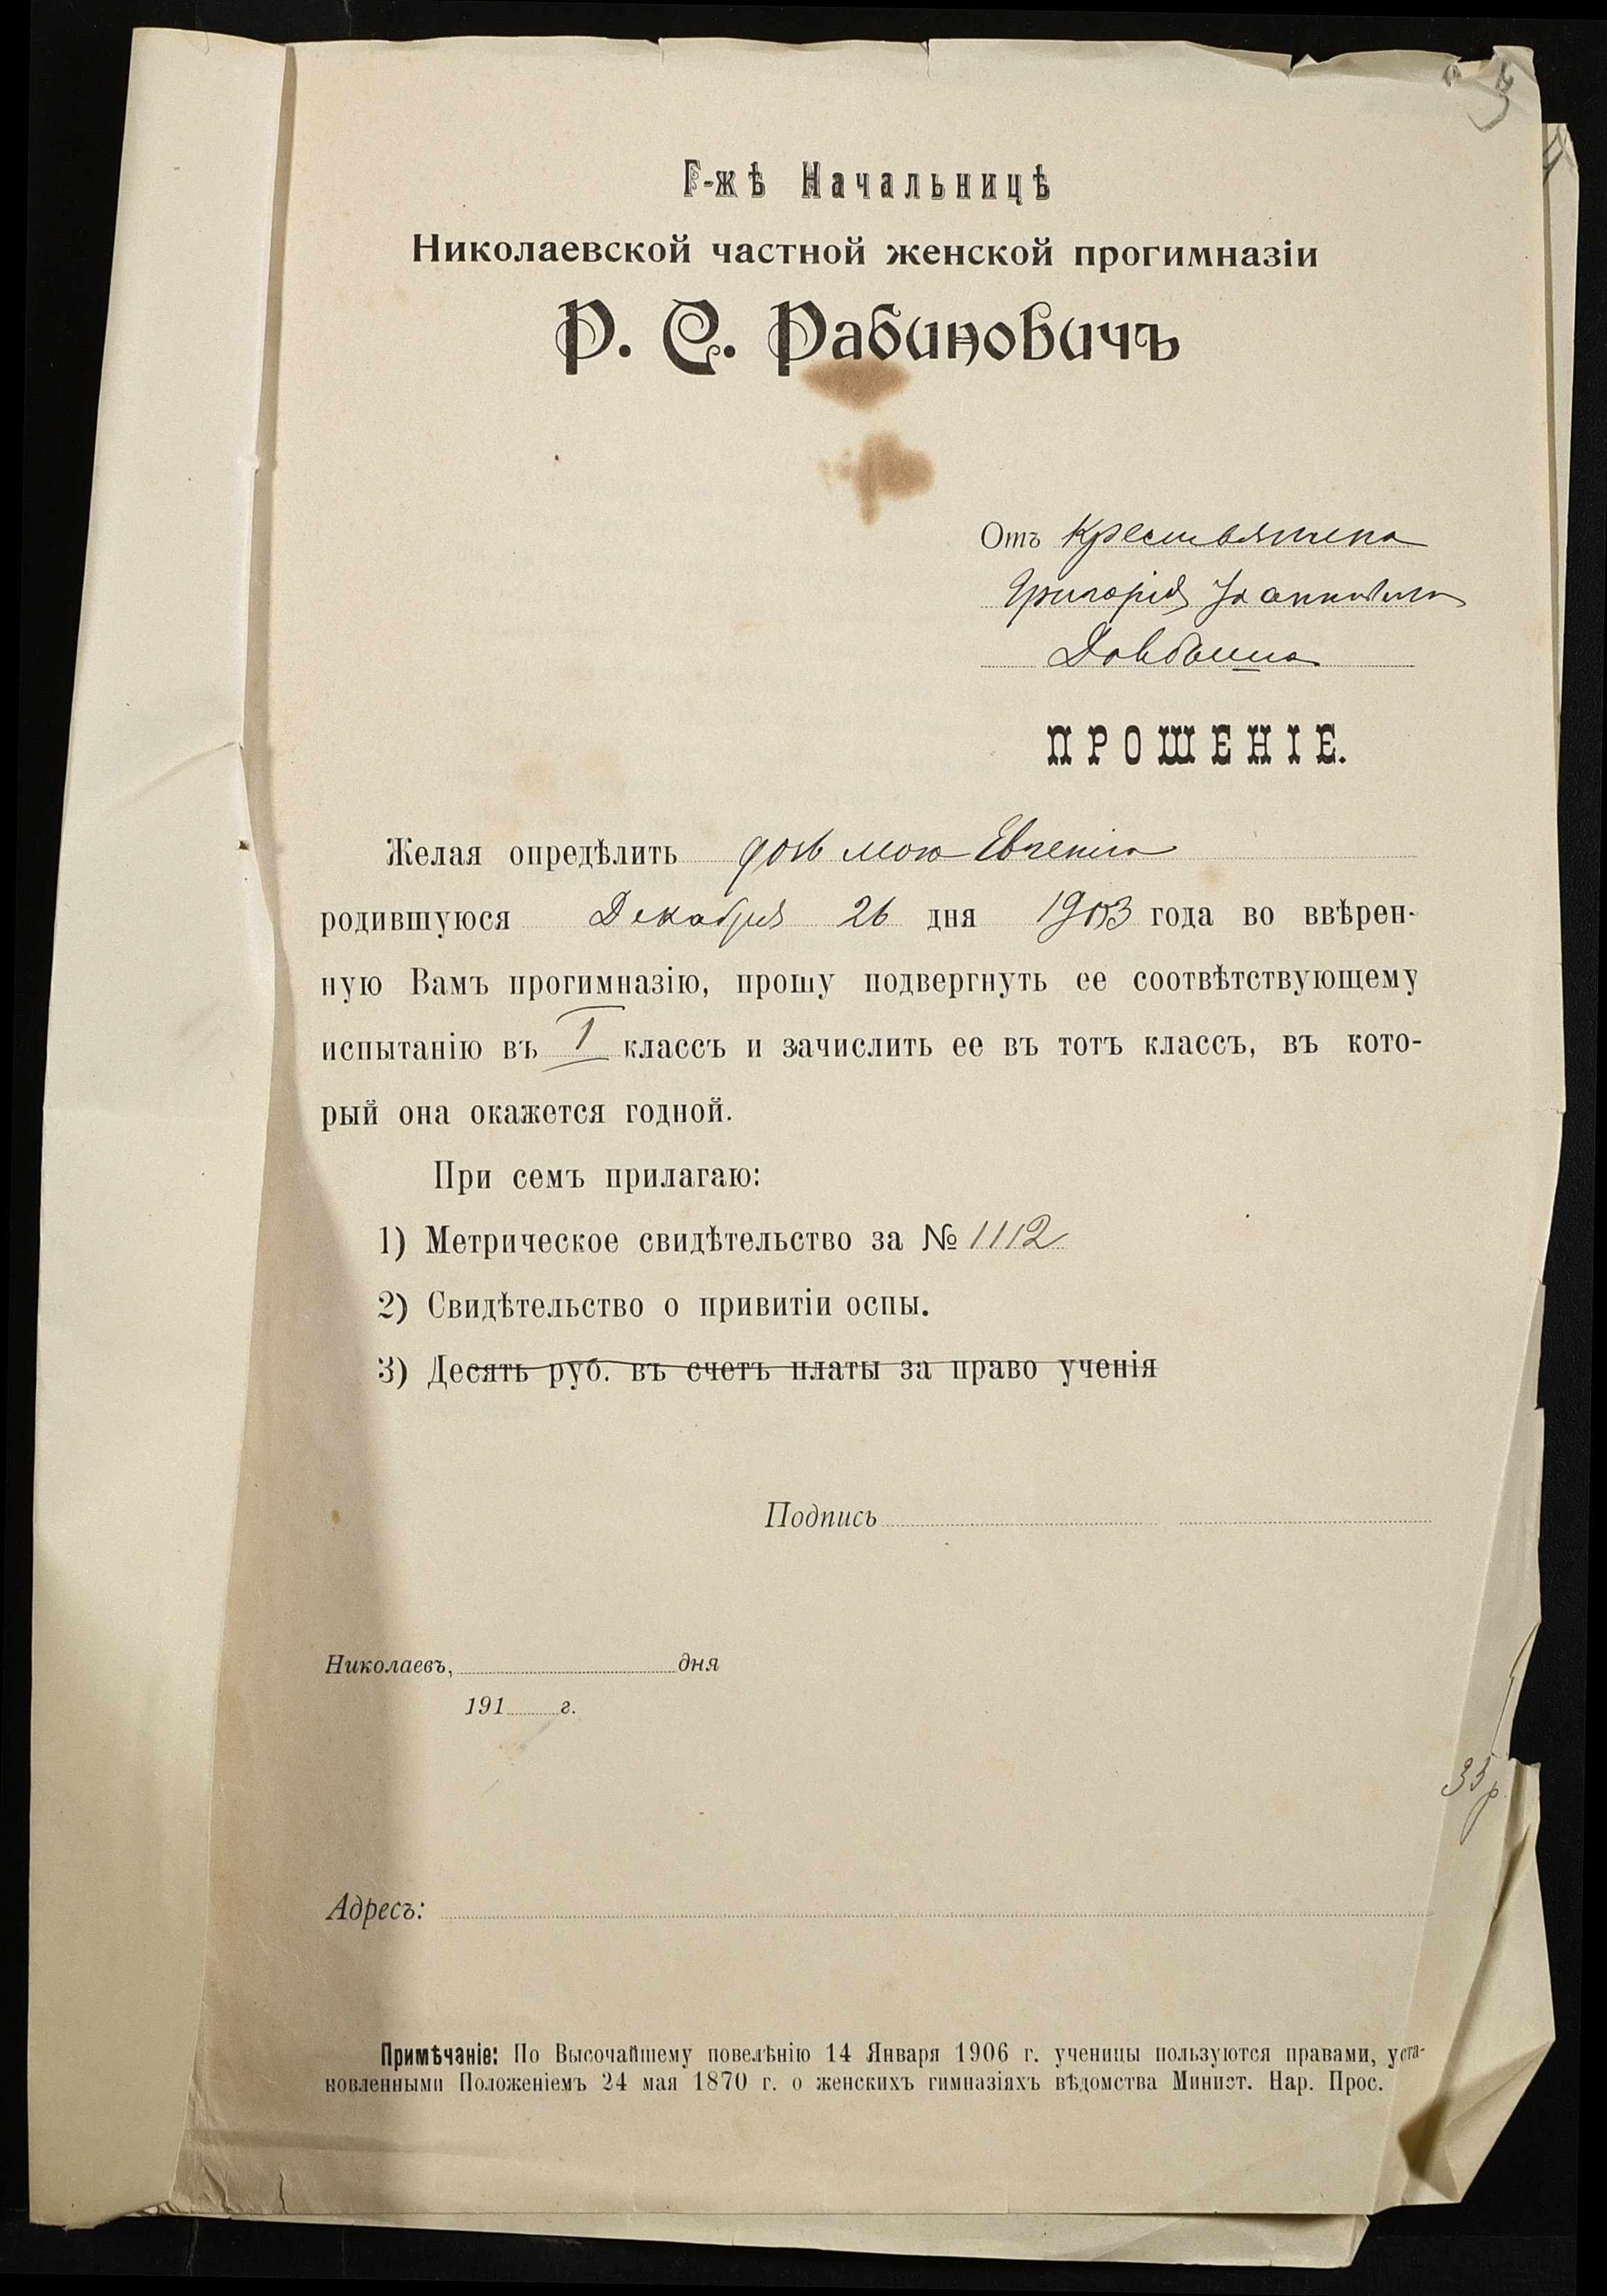 Г-жѣ Начальницѣ
Николаевской частной женской прогимназіи
Р. С. Рабиновичъ
Отъ крестьянина
Григорія Іоаннова
Довбыша
ПРОШЕНІЕ.
Желая опредѣлить дочь мою Евгенію
родившуюся Декабря 26 дня 1903 года во ввѣрен-
ную Вамъ прогимназію, прошу подвергнуть ее соотвѣтствующему
испытанію въ I классъ и зачислить ее въ тотъ классъ, въ кото-
рый она окажется годной.
При семъ прилагаю:
1) Метрическое свидѣтельство за № 1112
2) Свидѣтельство о привитіи оспы.
3) Десять руб. въ счетъ платы за право ученія
Подпись
Николаевъ, дня
191 г.
Адресъ:
Примѣчаніе: По Высочайшему повелѣнію 14 Января 1906 г. ученицы пользуются правами, уста-
новленными Положеніемъ 24 мая 1870 г. о женскихъ гимназіяхъ вѣдомства Минист. Нар. Прос.